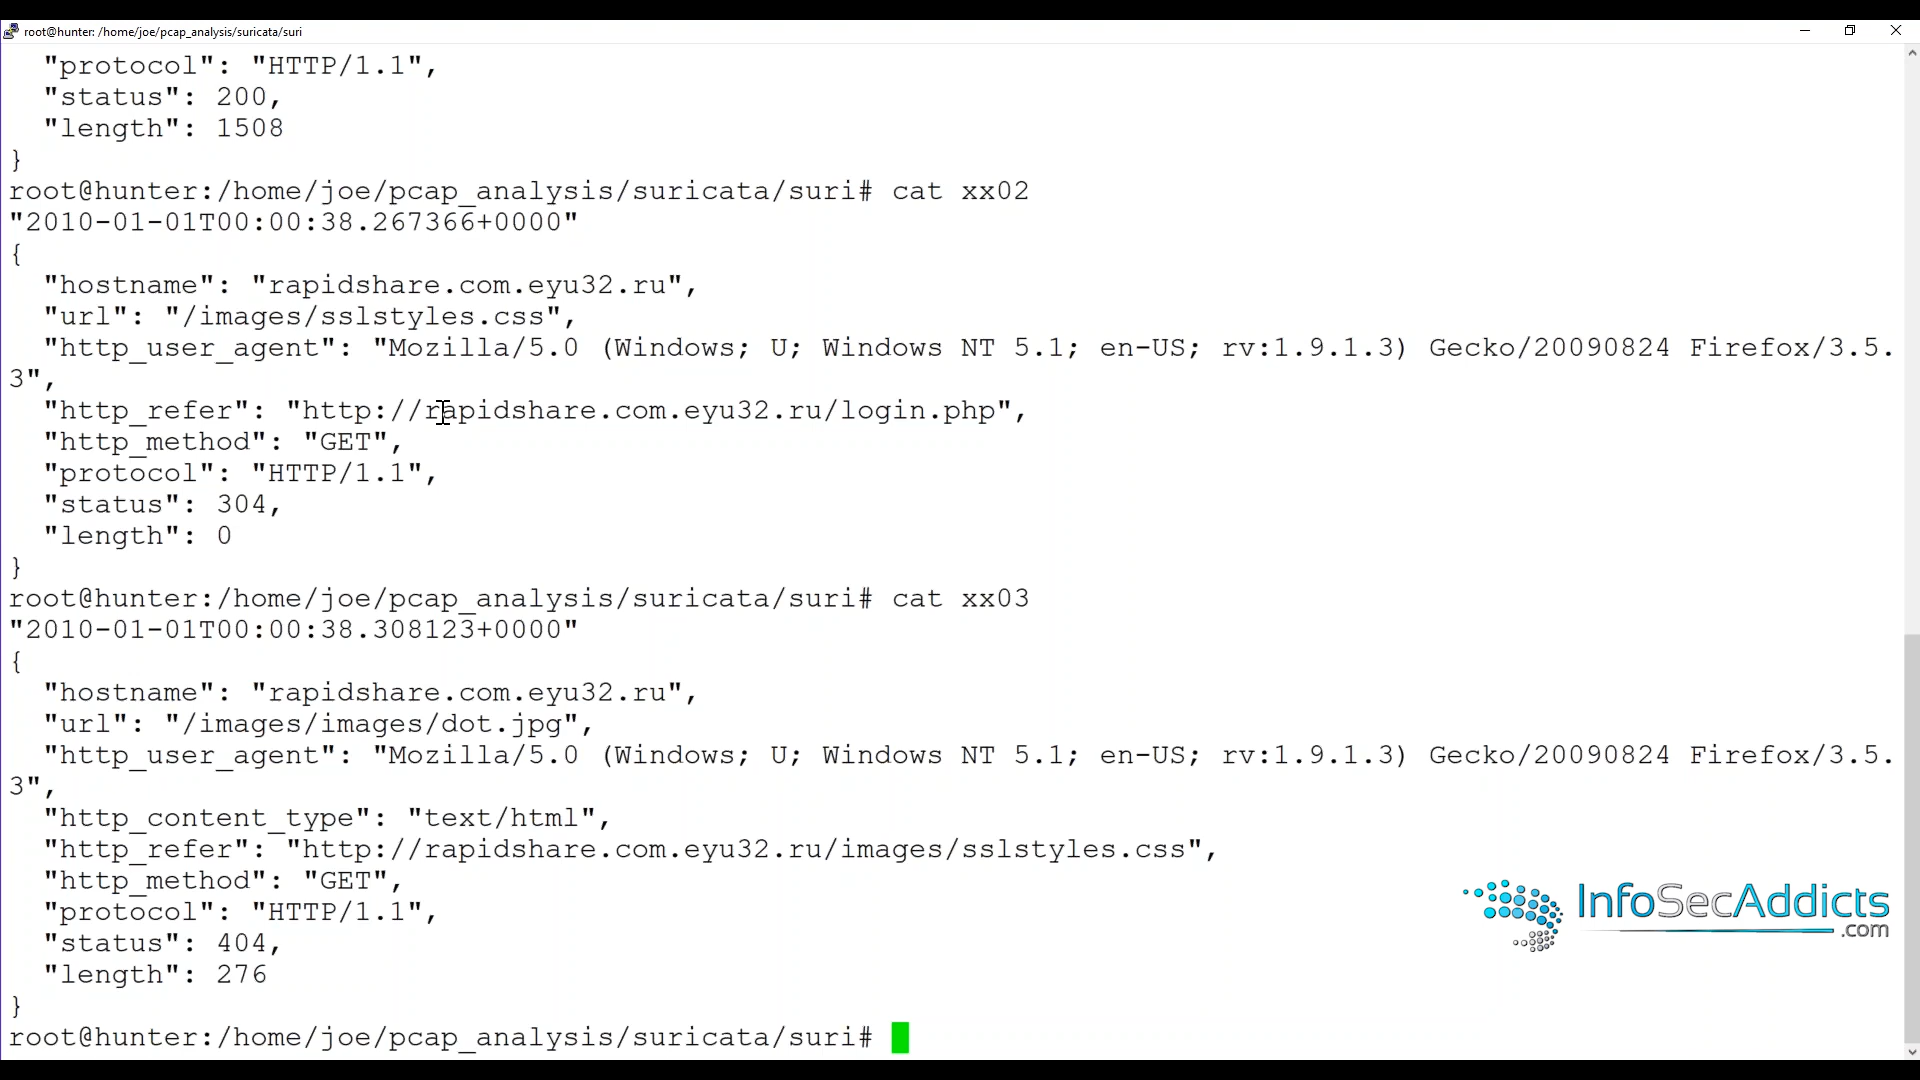 root@hunter: /home/joe/pcap_analysis/suricata/suri
"protocol": "HTTP/1.1",
"status": 200,
"length": 1508
}
root@hunter:/home/joe/pcap_analysis/suricata/suri# cat xx02
"2010-01-01T00:00:38.267366+0000"
{
"hostname": "rapidshare.com.eyu32.ru",
"url": "/images/sslstyles.css",
"http_user_agent": "Mozilla/5.0 (Windows; U; Windows NT 5.1; en-US; rv:1.9.1.3) Gecko/20090824 Firefox/3.5.
3",
"http_refer": "http://rapidshare.com.eyu32.ru/login.php",
"http_method": "GET",
"protocol": "HTTP/1.1",
"status": 304,
"length": 0
}
root@hunter:/home/joe/pcap_analysis/suricata/suri# cat xx03
"2010-01-01T00:00:38.308123+0000"
{
"hostname": "rapidshare.com.eyu32.ru",
"url": "/images/images/dot.jpg",
"http_user_agent": "Mozilla/5.0 (Windows; U; Windows NT 5.1; en-US; rv:1.9.1.3) Gecko/20090824 Firefox/3.5.
3",
"http_content_type": "text/html",
"http_refer": "http://rapidshare.com.eyu32.ru/images/sslstyles.css",
"http_method": "GET",
"protocol": "HTTP/1.1",
"status": 404,
"length": 276
}
root@hunter:/home/joe/pcap_analysis/suricata/suri#
InfoSecAddicts
.com